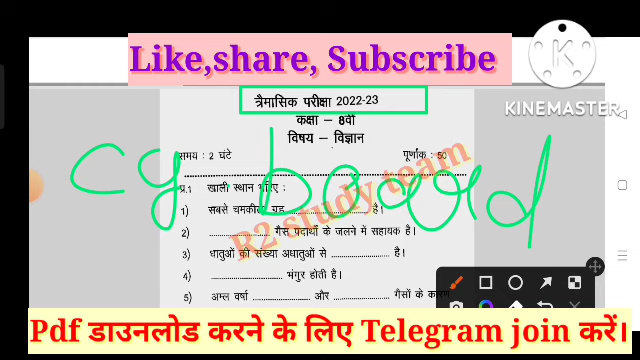 Like,share, Subscribe
KINEMASTER
त्रैमासिक परीक्षा 2022-23
कक्षा – 8वी
विषय – विज्ञान
समय : 2 घंटे पूर्णांक : 50
cg board
R2 study team
प्र.1 खाली स्थान भरिए :
1) सबसे चमकीला ग्रह .................... है।
2) .................... गैस पदार्थों के जलने में सहायक है।
3) धातुओं की संख्या अधातुओं से .................... है।
4) .................... भंगुर होती है।
5) अम्ल वर्षा .................... और .................... गैसों के कारण
Pdf डाउनलोड करने के लिए Telegram join करें।